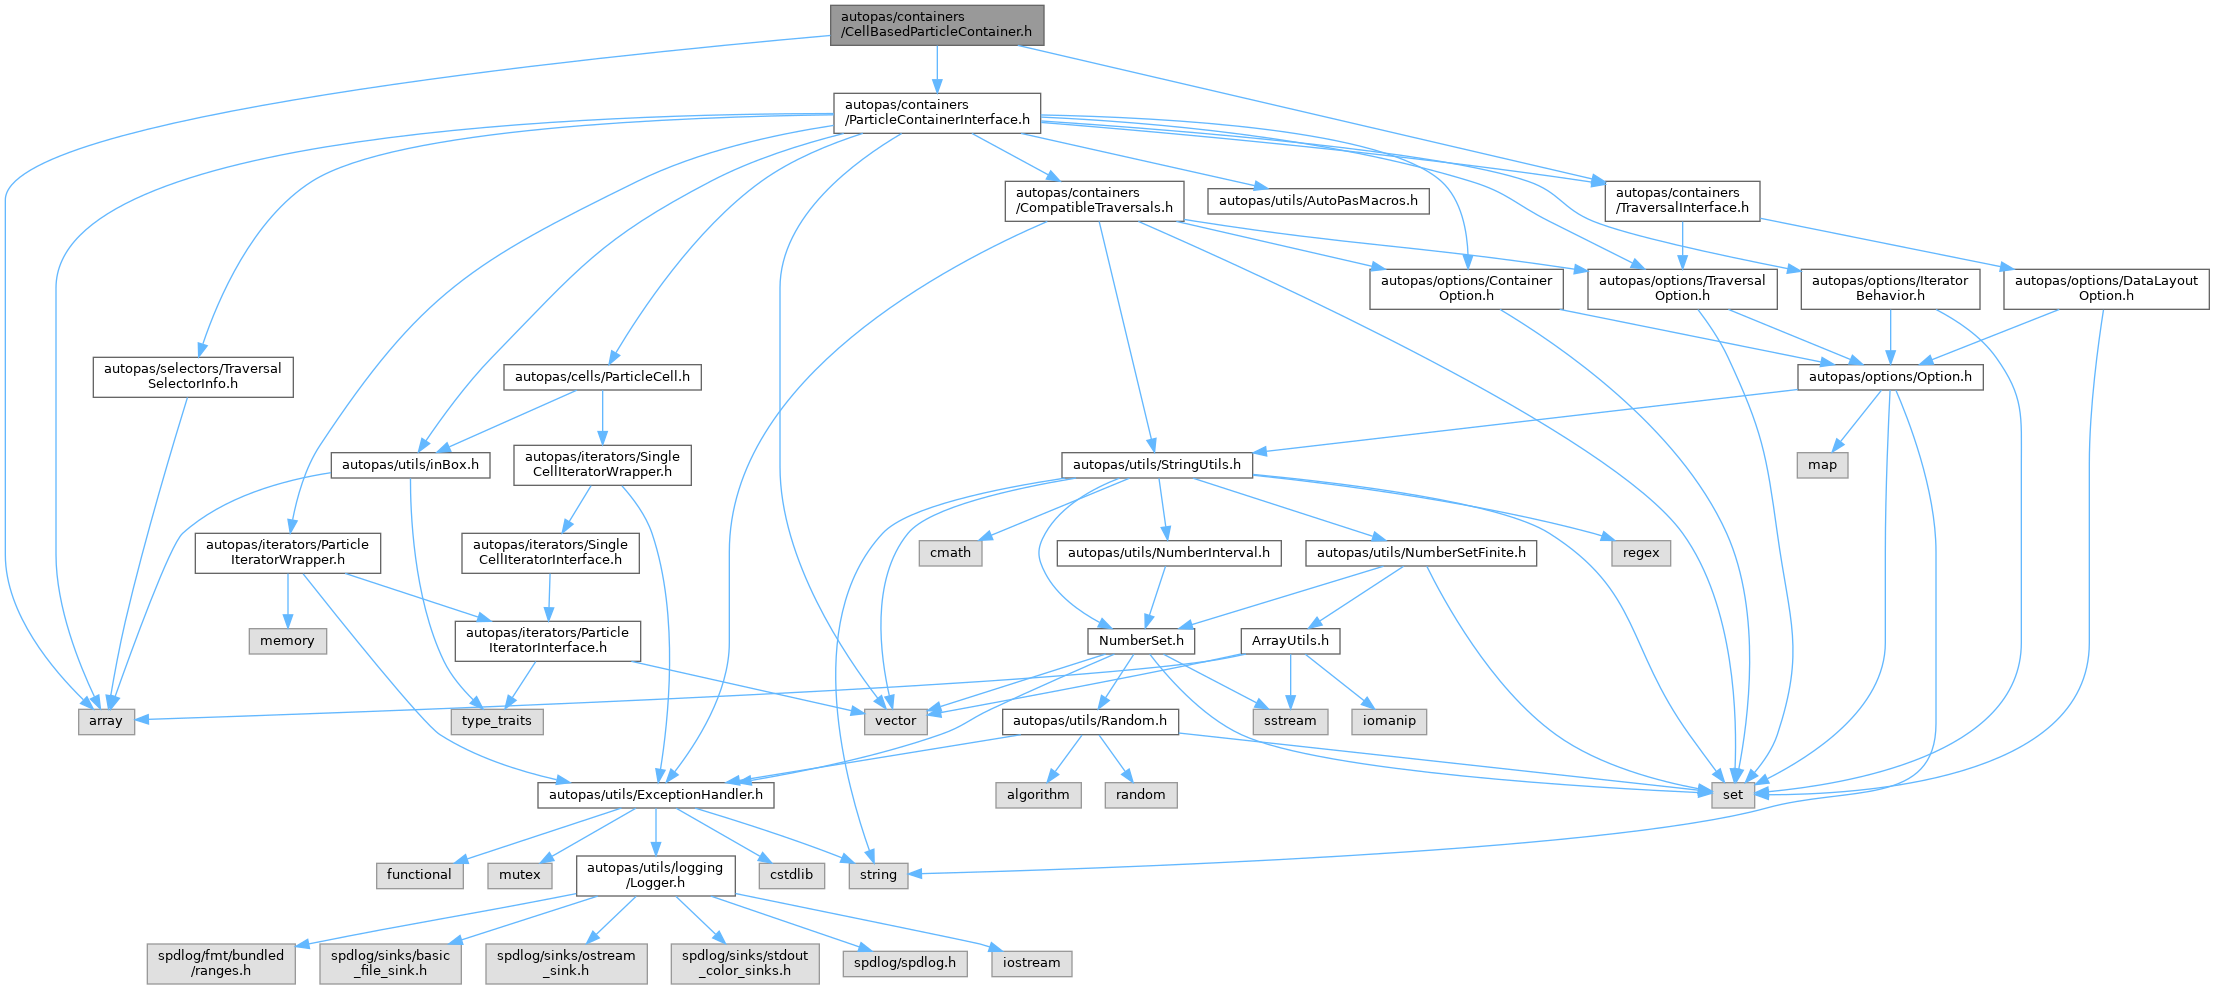 autopas/containers
/CellBasedParticleContainer.h
autopas/containers
/ParticleContainerInterface.h
autopas/containers
/CompatibleTraversals.h
autopas/utils/AutoPasMacros.h
autopas/containers
/TraversalInterface.h
autopas/options/Container
Option.h
autopas/options/Traversal
Option.h
autopas/options/Iterator
Behavior.h
autopas/options/DataLayout
Option.h
autopas/selectors/Traversal
SelectorInfo.h
autopas/cells/ParticleCell.h
autopas/options/Option.h
autopas/utils/inBox.h
autopas/iterators/Single
CellIteratorWrapper.h
autopas/utils/StringUtils.h
map
autopas/iterators/Particle
IteratorWrapper.h
autopas/iterators/Single
CellIteratorInterface.h
cmath
autopas/utils/NumberInterval.h
autopas/utils/NumberSetFinite.h
regex
memory
autopas/iterators/Particle
IteratorInterface.h
NumberSet.h
ArrayUtils.h
array
type_traits
vector
autopas/utils/Random.h
sstream
iomanip
autopas/utils/ExceptionHandler.h
algorithm
random
set
functional
mutex
autopas/utils/logging
/Logger.h
cstdlib
string
spdlog/fmt/bundled
/ranges.h
spdlog/sinks/basic
_file_sink.h
spdlog/sinks/ostream
_sink.h
spdlog/sinks/stdout
_color_sinks.h
spdlog/spdlog.h
iostream